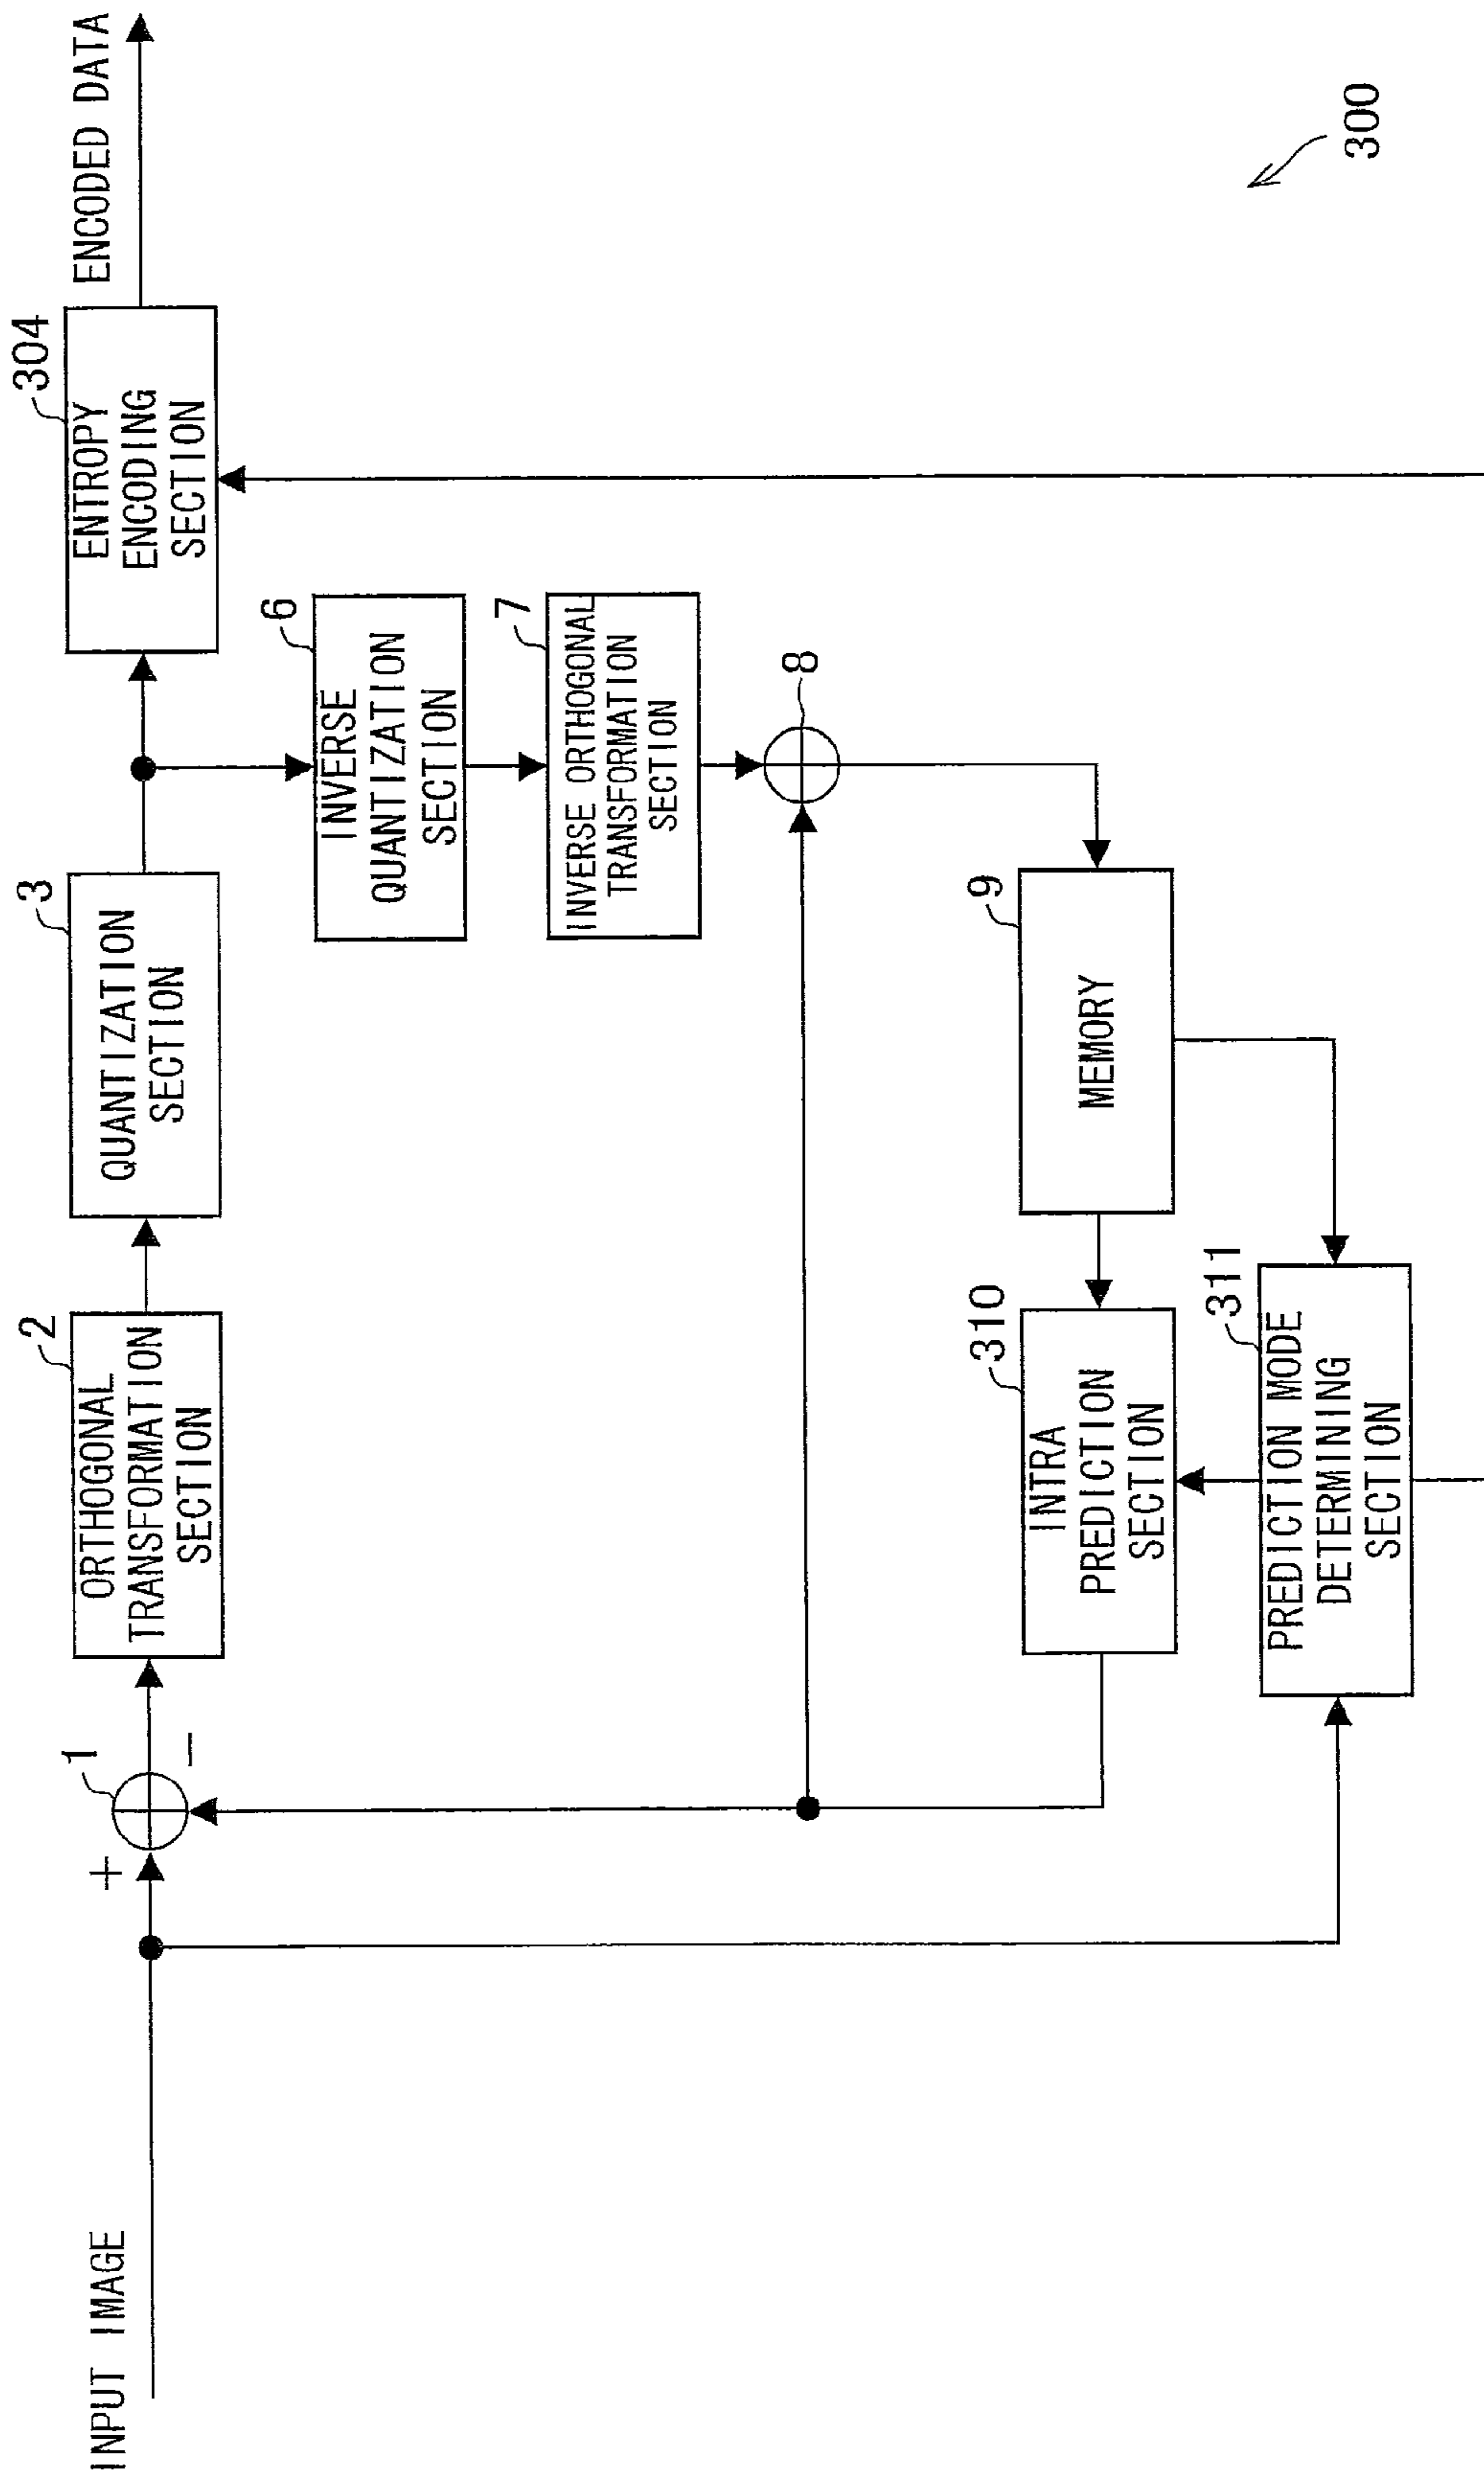 INPUT IMAGE
+
1
−
2
ORTHOGONAL
TRANSFORMATION
SECTION
3
QUANTIZATION
SECTION
304
ENTROPY
ENCODING
SECTION
ENCODED DATA
6
INVERSE
QUANTIZATION
SECTION
7
INVERSE ORTHOGONAL
TRANSFORMATION
SECTION
8
9
MEMORY
310
INTRA
PREDICTION
SECTION
311
PREDICTION MODE
DETERMINING
SECTION
300